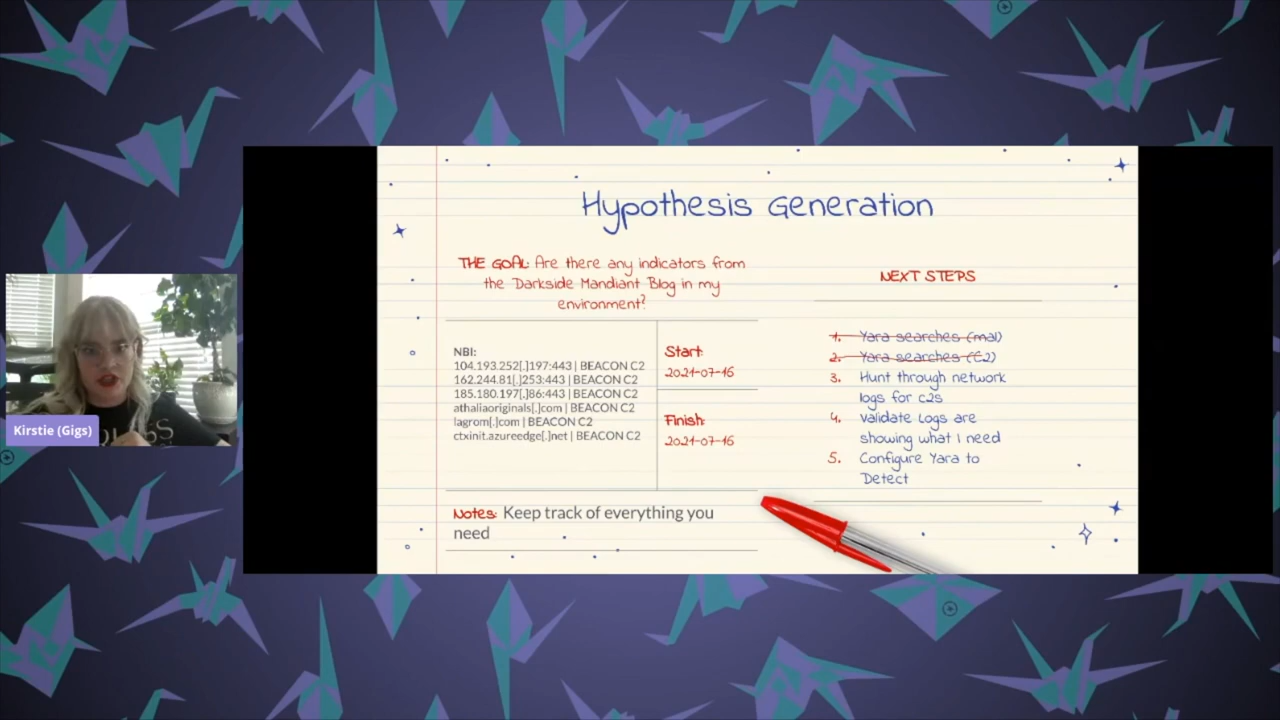 Hypothesis Generation
THE GOAL: Are there any indicators from
the Darkside Mandiant Blog in my
environment?
NBI:
104.193.252[.]197:443 | BEACON C2
162.244.81[.]253:443 | BEACON C2
185.180.197[.]86:443 | BEACON C2
athaliaoriginals[.]com | BEACON C2
lagrom[.]com | BEACON C2
ctxinit.azureedge[.]net | BEACON C2
Start:
2021-07-16
Finish:
2021-07-16
Notes: Keep track of everything you
need
NEXT STEPS
1. Yara searches (mal)
2. Yara searches (C2)
3. Hunt through network
logs for c2s
4. Validate Logs are
showing what I need
5. Configure Yara to
Detect
Kirstie (Gigs)